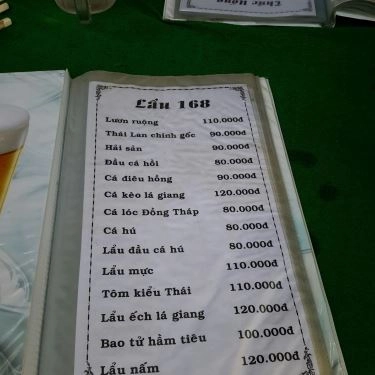 Thức Uống
Lẩu 168
Lươn ruộng 110.000đ
Thái Lan chính gốc 90.000đ
Hải sản 90.000đ
Đầu cá hồi 80.000đ
Cá điêu hồng 90.000đ
Cá kèo lá giang 120.000đ
Cá lóc Đồng Tháp 80.000đ
Cá hú 80.000đ
Lẩu đầu cá hú 80.000đ
Lẩu mực 110.000đ
Tôm kiểu Thái 110.000đ
Lẩu ếch lá giang 120.000đ
Bao tử hầm tiêu 100.000đ
Lẩu nấm 120.000đ